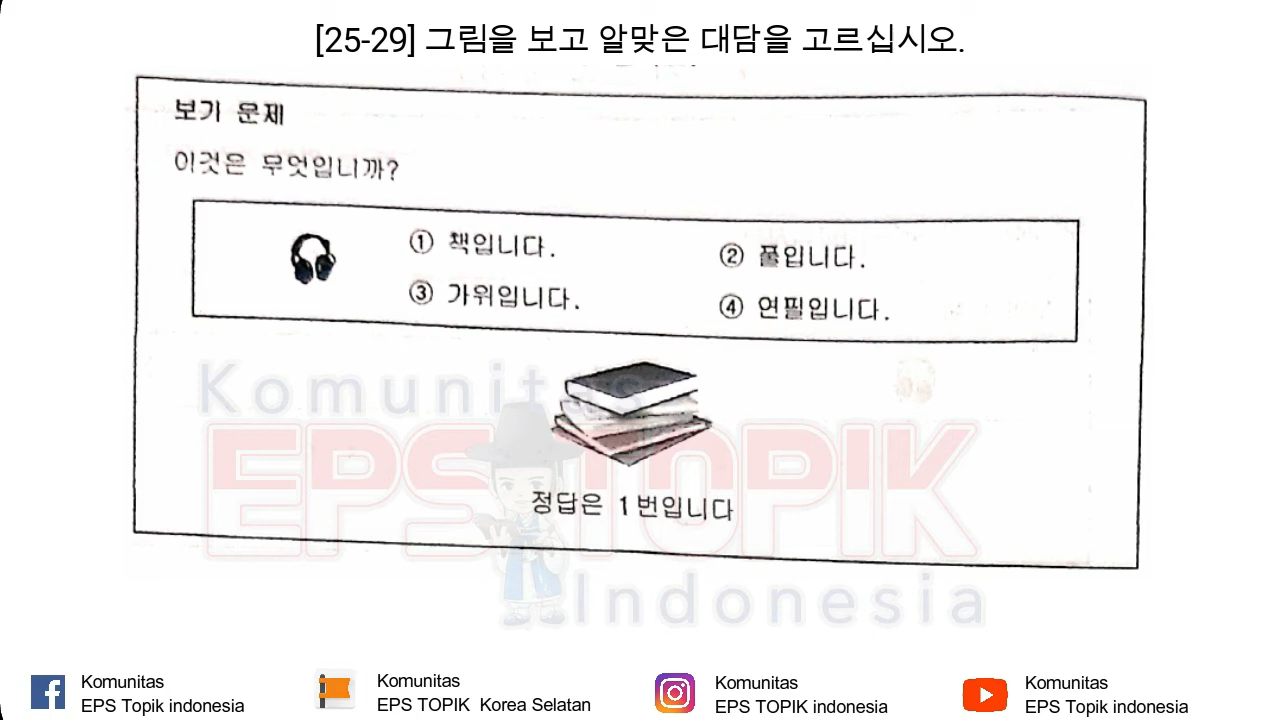 [25-29] 그림을 보고 알맞은 대담을 고르십시오.
보기 문제
이것은 무엇입니까?
① 책입니다.
② 풀입니다.
③ 가위입니다.
④ 연필입니다.
Komunitas
EPS TOPIK
Indonesia
정답은 1번입니다
Komunitas
EPS Topik indonesia
Komunitas
EPS TOPIK Korea Selatan
Komunitas
EPS TOPIK indonesia
Komunitas
EPS Topik indonesia